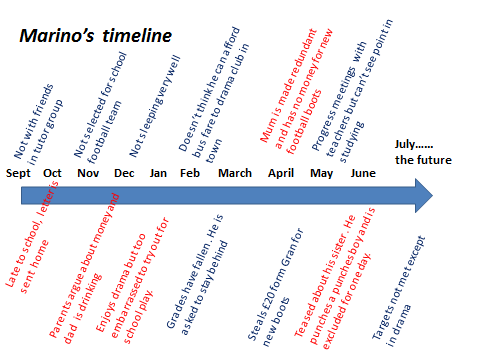 Marino's timeline
Not with friends
in tutor group
Not selected for school
football team
Not sleeping very well
Doesn't think he can afford
bus fare to drama club in
town
Mum is made redundant
and has no money for new
football boots
Progress meetings with
teachers but can't see point in
studying
July......
the future
Sept Oct Nov Dec Jan Feb March April May June
Late to school, letter is
sent home
Parents argue about money and
dad is drinking
Enjoys drama but too
embarrassed to try out for
school play.
Grades have fallen. He is
asked to stay behind
Steals £20 form Gran for
new boots
Teased about his sister. He
punches a punches boy and is
excluded for one day.
Targets not met except
in drama